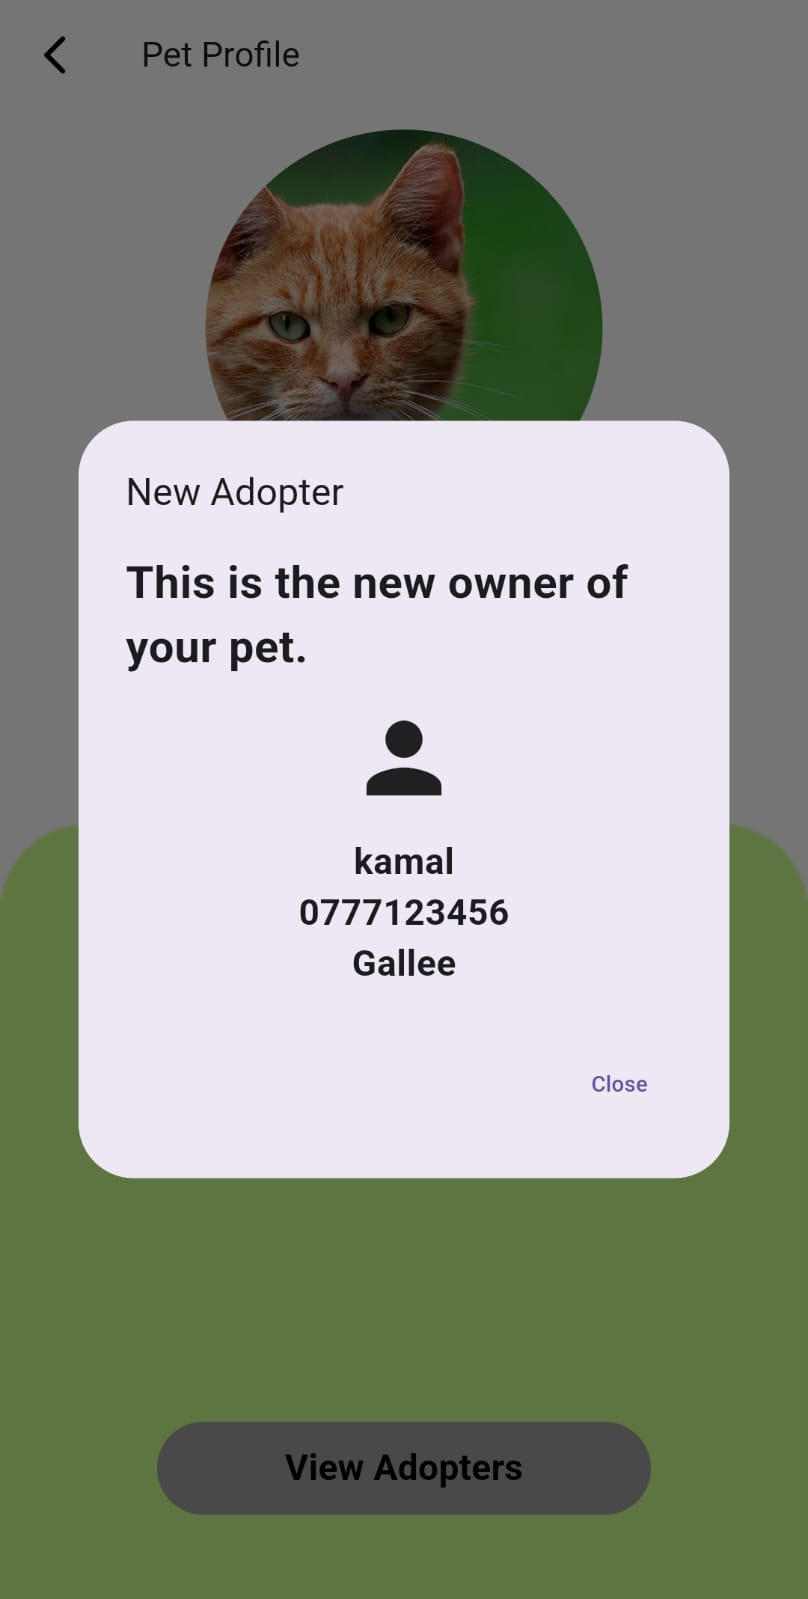 Pet Profile
New Adopter
This is the new owner of
your pet.
kamal
0777123456
Gallee
Close
View Adopters